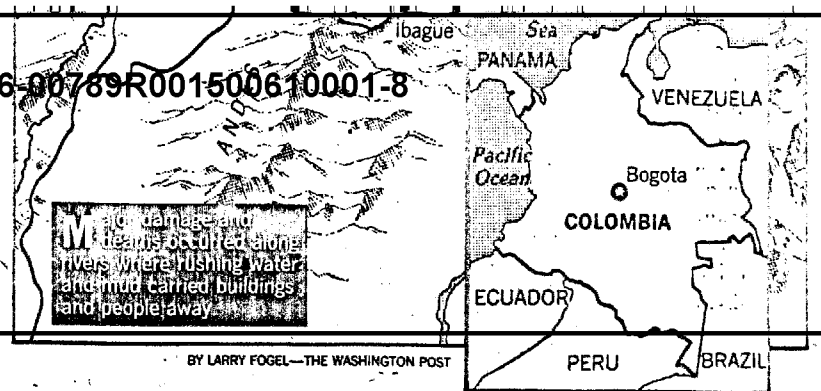 Ibague
6-00789R001500610001-8
ANDES
Major damage and
deaths occurred along
rivers where rushing water
and mud carried buildings
and people away
BY LARRY FOGEL—THE WASHINGTON POST
Sea
PANAMA
VENEZUELA
Pacific
Ocean
Bogota
COLOMBIA
ECUADOR
PERU
BRAZIL